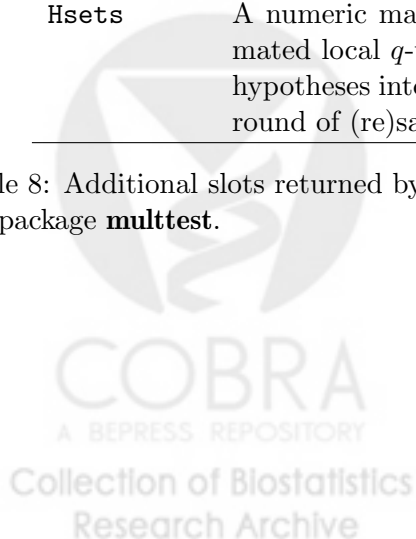 Hsets A numeric ma
mated local q-
hypotheses into
round of (re)sa
le 8: Additional slots returned by
package multtest.
COBRA
A BEPRESS REPOSITORY
Collection of Biostatistics
Research Archive